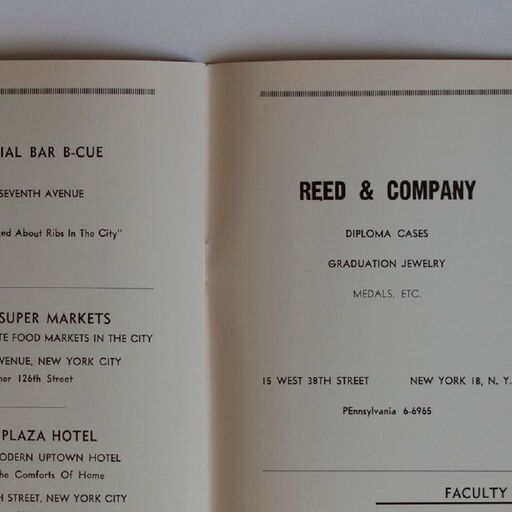 IAL BAR B-CUE
SEVENTH AVENUE
ed About Ribs In The City"
SUPER MARKETS
TE FOOD MARKETS IN THE CITY
VENUE, NEW YORK CITY
ner 126th Street
PLAZA HOTEL
ODERN UPTOWN HOTEL
he Comforts Of Home
H STREET, NEW YORK CITY
REED & COMPANY
DIPLOMA CASES
GRADUATION JEWELRY
MEDALS, ETC.
15 WEST 38TH STREET NEW YORK 18, N. Y.
PEnnsylvania 6-6965
FACULTY